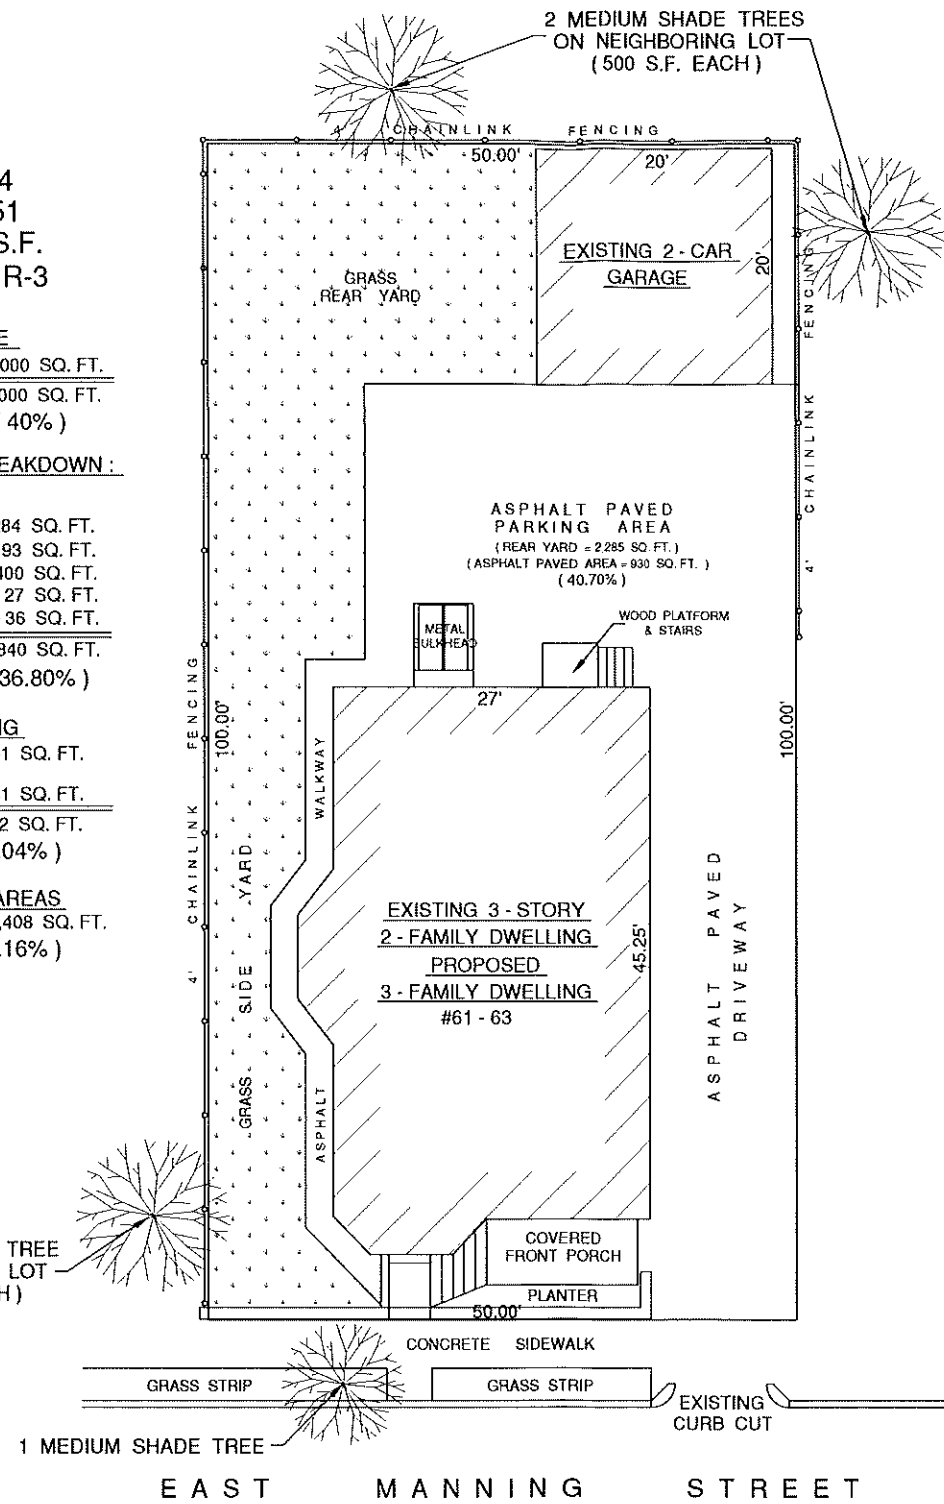 2 MEDIUM SHADE TREES
ON NEIGHBORING LOT
( 500 S.F. EACH )
4' CHAINLINK FENCING
50.00'
20'
4
51
S.F.
R-3
EXISTING 2 - CAR
GARAGE
20'
GRASS
REAR YARD
4' CHAINLINK FENCING
E
000 SQ. FT.
000 SQ. FT.
40% )
EAKDOWN :
84 SQ. FT.
93 SQ. FT.
400 SQ. FT.
27 SQ. FT.
36 SQ. FT.
840 SQ. FT.
36.80% )
NG
1 SQ. FT.
1 SQ. FT.
2 SQ. FT.
.04% )
AREAS
,408 SQ. FT.
.16% )
ASPHALT PAVED
PARKING AREA
( REAR YARD = 2,285 SQ. FT. )
( ASPHALT PAVED AREA = 930 SQ. FT. )
( 40.70% )
METAL
BULKHEAD
WOOD PLATFORM
& STAIRS
27'
4' CHAINLINK FENCING
100.00'
100.00'
GRASS SIDE YARD
ASPHALT WALKWAY
EXISTING 3 - STORY
2 - FAMILY DWELLING
PROPOSED
3 - FAMILY DWELLING
#61 - 63
45.25'
ASPHALT PAVED
DRIVEWAY
TREE
LOT
H )
COVERED
FRONT PORCH
PLANTER
50.00'
CONCRETE SIDEWALK
GRASS STRIP
GRASS STRIP
EXISTING
CURB CUT
1 MEDIUM SHADE TREE
EAST MANNING STREET